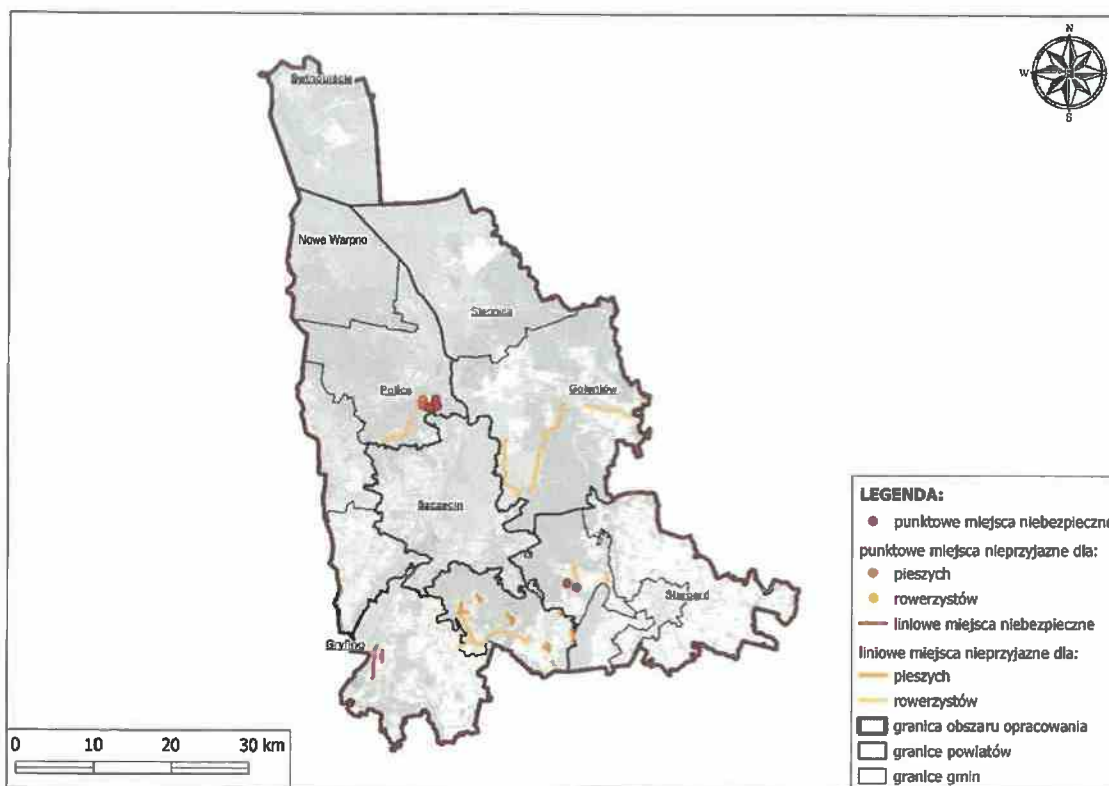 N
W
S
Świnoujście
Nowe Warpno
Stepnica
Police
Goleniów
Szczecin
Stargard
Gryfino
LEGENDA:
punktowe miejsca niebezpieczne
punktowe miejsca nieprzyjazne dla:
pieszych
rowerzystów
liniowe miejsca niebezpieczne
liniowe miejsca nieprzyjazne dla:
pieszych
rowerzystów
granica obszaru opracowania
granice powiatów
granice gmin
0 10 20 30 km